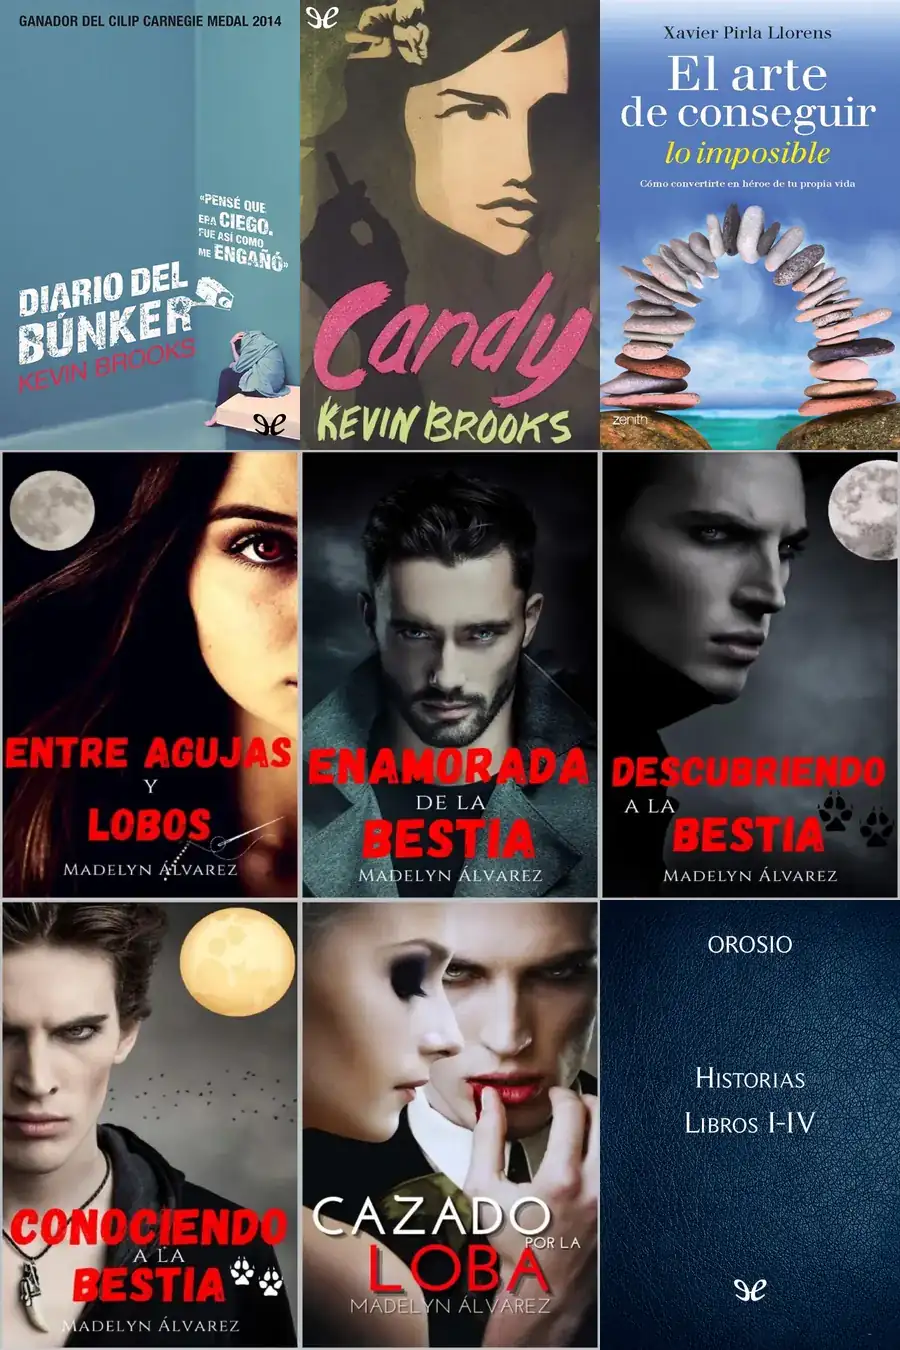 GANADOR DEL CILIP CARNEGIE MEDAL 2014
«PENSÉ QUE
ERA CIEGO.
FUE ASÍ COMO
ME ENGAÑÓ»
DIARIO DEL
BÚNKER
KEVIN BROOKS
Candy
KEVIN BROOKS
Xavier Pirla Llorens
El arte
de conseguir
lo imposible
Cómo convertirte en héroe de tu propia vida
zenith
ENTRE AGUJAS
Y
LOBOS
MADELYN ÁLVAREZ
ENAMORADA
DE LA
BESTIA
MADELYN ÁLVAREZ
DESCUBRIENDO
A LA
BESTIA
MADELYN ÁLVAREZ
CONOCIENDO
A LA
BESTIA
MADELYN ÁLVAREZ
CAZADO
POR LA
LOBA
MADELYN ÁLVAREZ
OROSIO
HISTORIAS
LIBROS I-IV